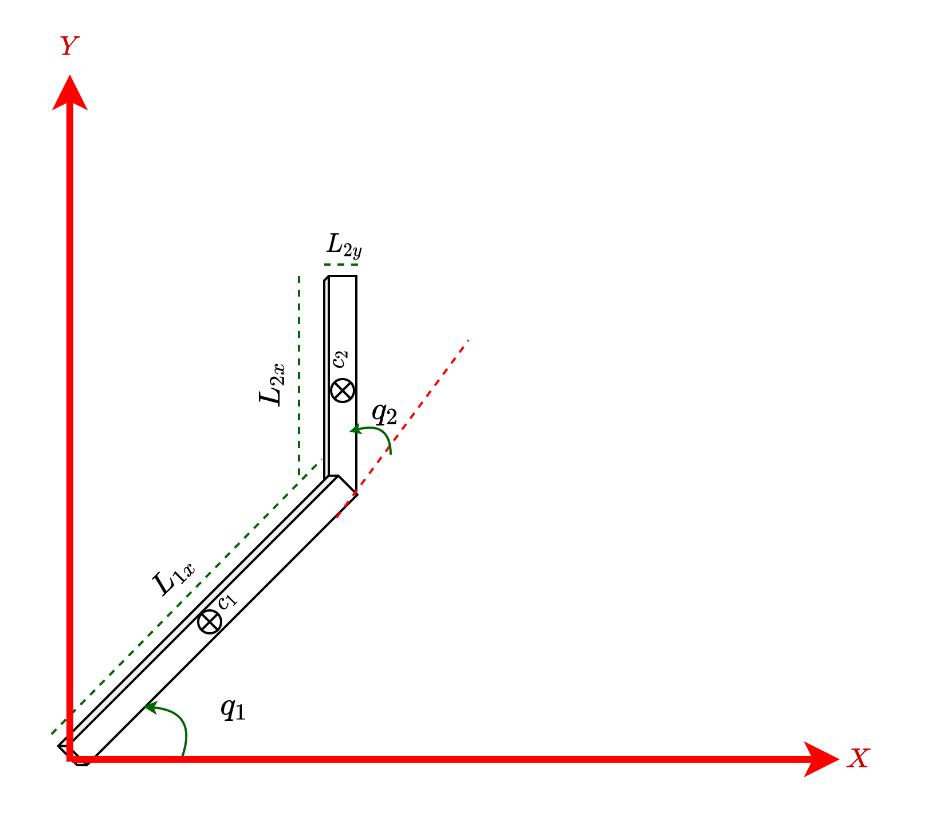 Y
L₂y
c₂
L₂x
q₂
L₁x
c₁
q₁
X